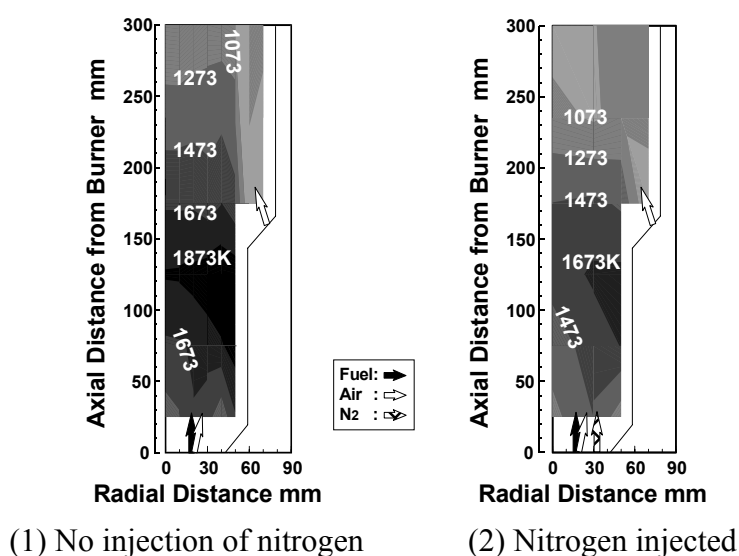 300
250
200
150
100
50
0
Axial Distance from Burner mm
1073
1273
1473
1673
1873K
1673
0 30 60 90
Radial Distance mm
Fuel:
Air :
N2 :
300
250
200
150
100
50
0
Axial Distance from Burner mm
1073
1273
1473
1673K
1473
0 30 60 90
Radial Distance mm
(1) No injection of nitrogen
(2) Nitrogen injected